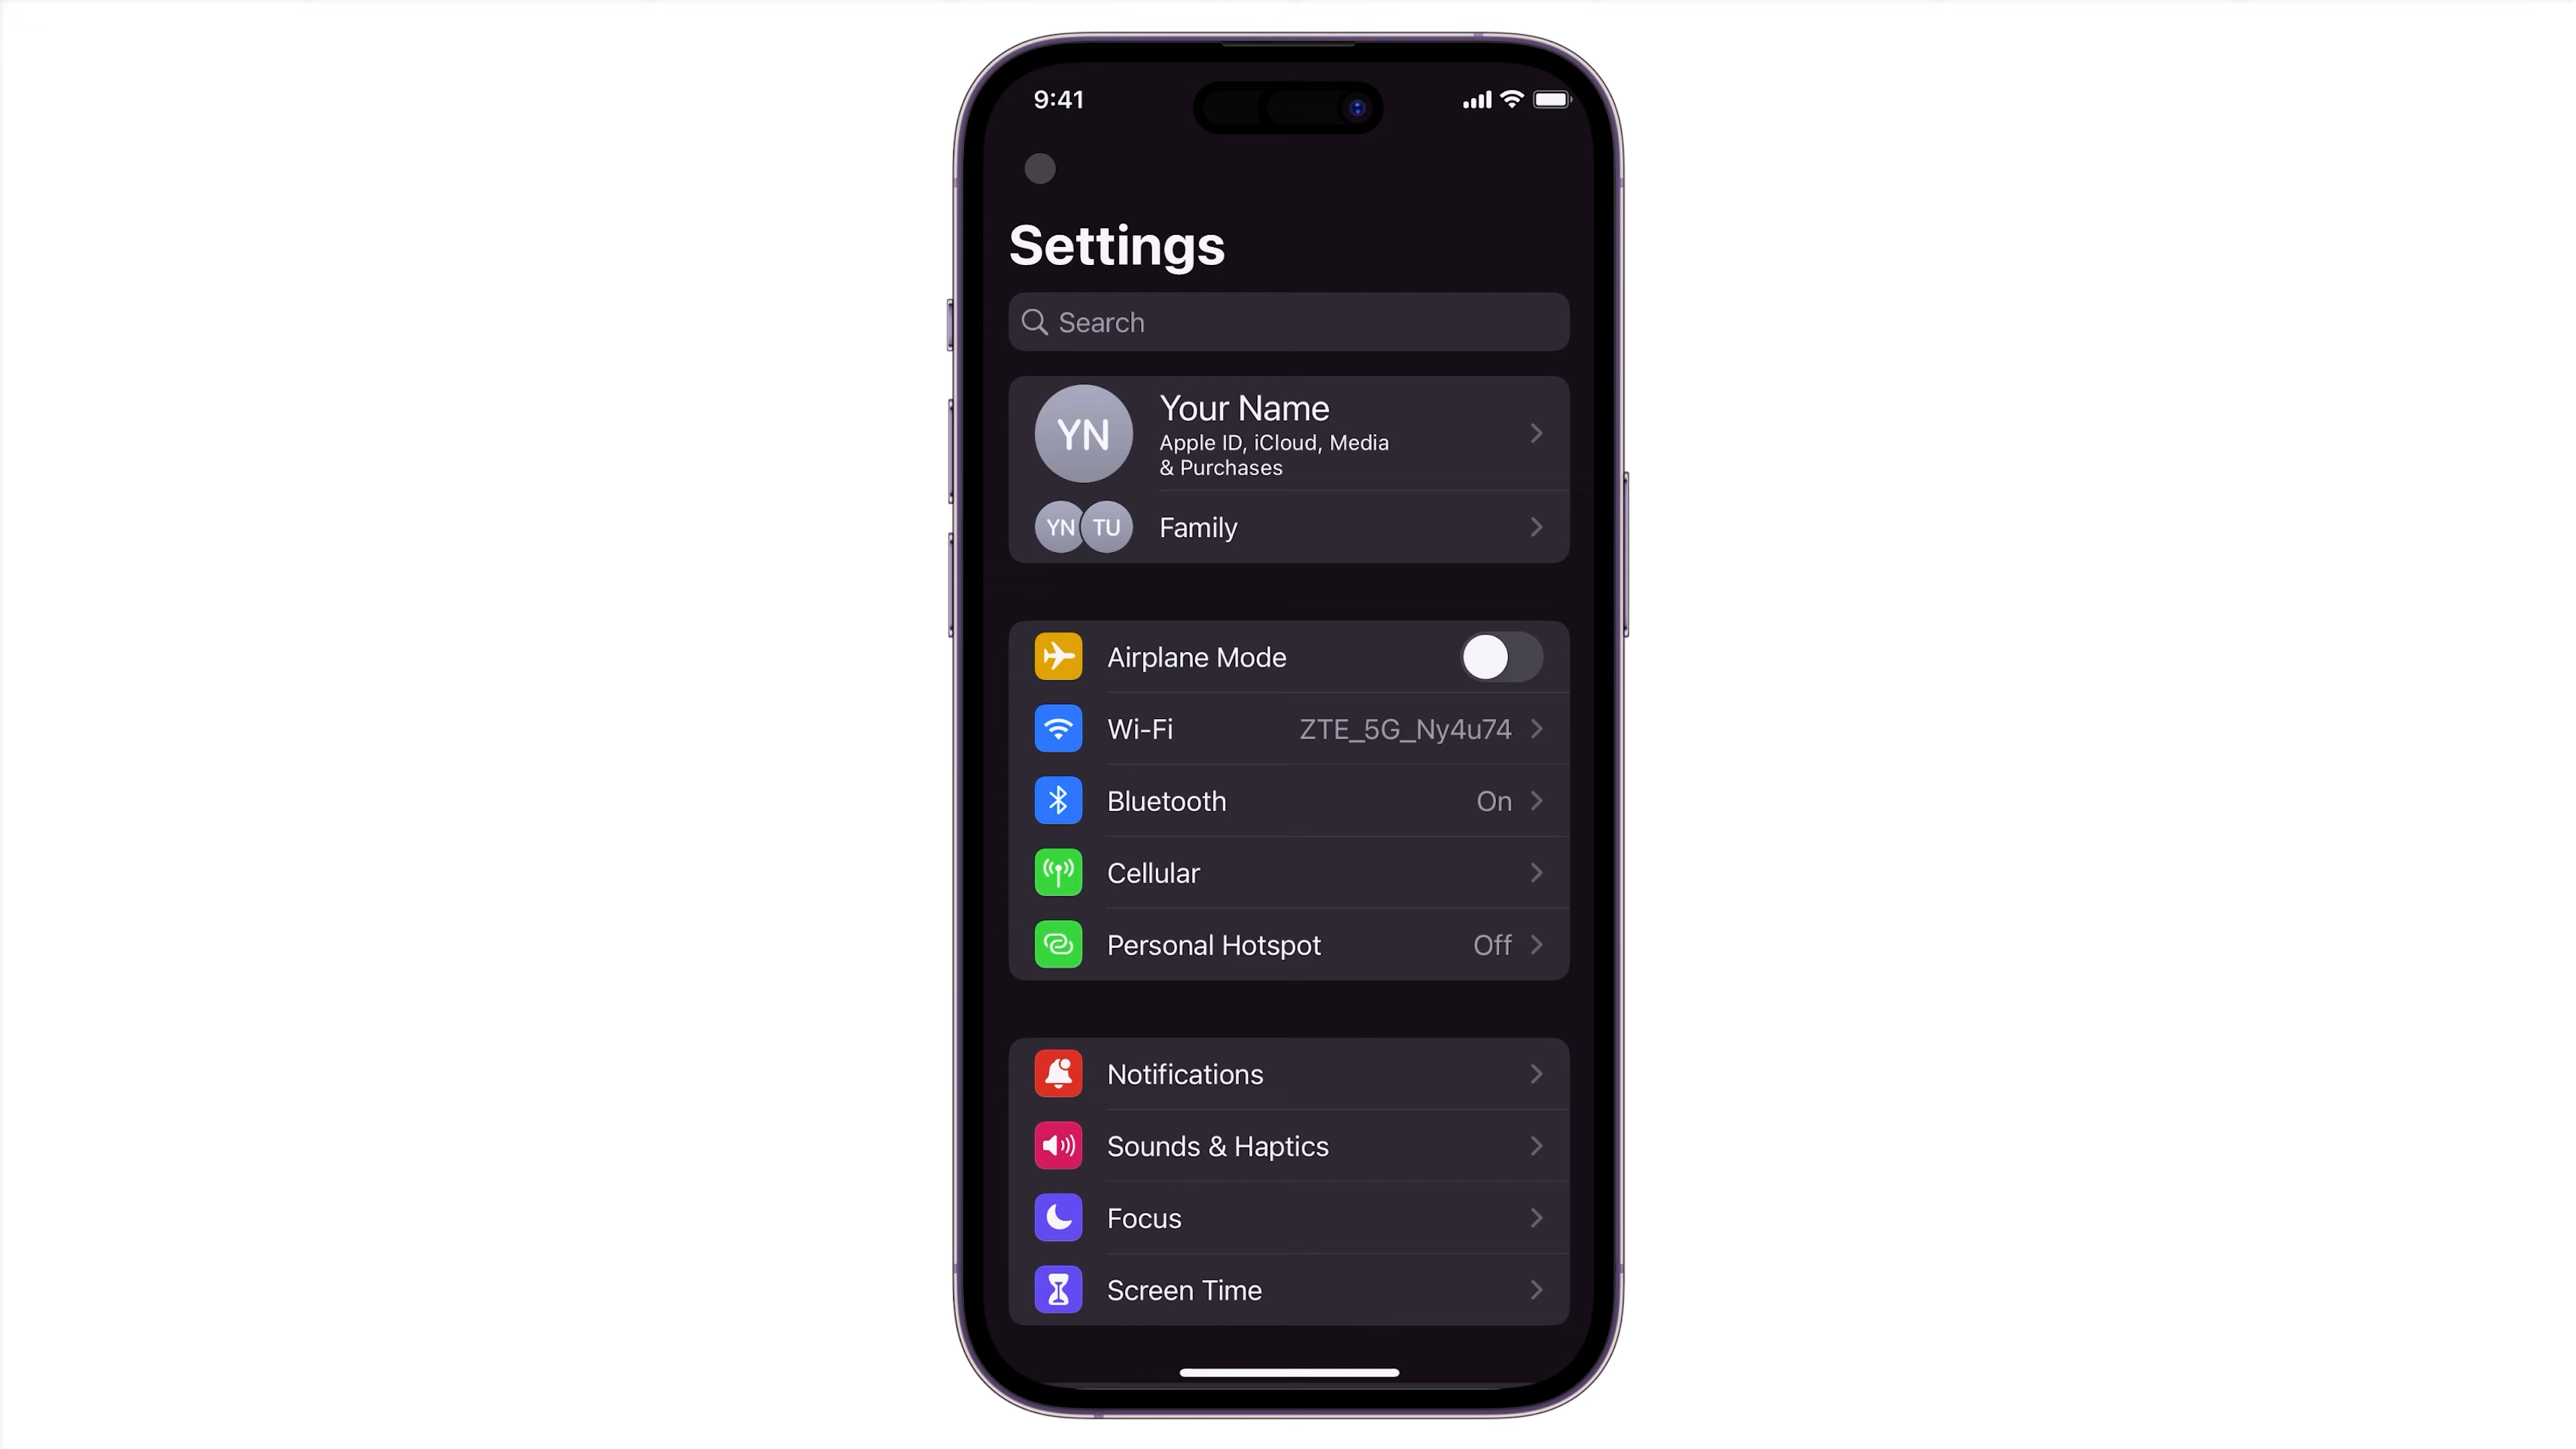 9:41
Settings
Search
YN
Your Name
Apple ID, iCloud, Media
& Purchases
YN TU Family
Airplane Mode
Wi-Fi ZTE_5G_Ny4u74
Bluetooth On
Cellular
Personal Hotspot Off
Notifications
Sounds & Haptics
Focus
Screen Time